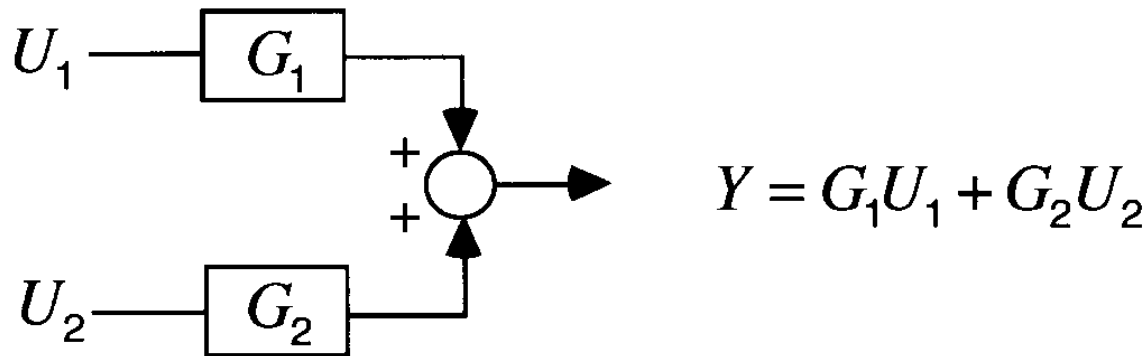 U₁ G₁
+
+
Y = G₁U₁ + G₂U₂
U₂ G₂